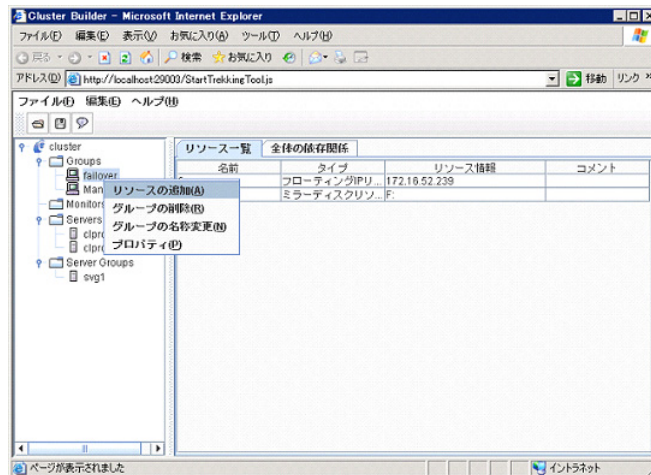 Cluster Builder - Microsoft Internet Explorer
ファイル(F) 編集(E) 表示(V) お気に入り(A) ツール(T) ヘルプ(H)
戻る 検索 お気に入り
アドレス(D) http://localhost:29003/StartTrekkingTool.js 移動 リンク »
ファイル(F) 編集(E) ヘルプ(H)
cluster
Groups
failover
Man
Monitors
Servers
clpr
clpr
Server Groups
svg1
リソースの追加(A)
グループの削除(R)
グループの名称変更(N)
プロパティ(P)
リソース一覧 全体の依存関係
名前 タイプ リソース情報 コメント
フローティングIPリ... 172.16.52.239
ミラーディスクリソ... F:
ページが表示されました イントラネット